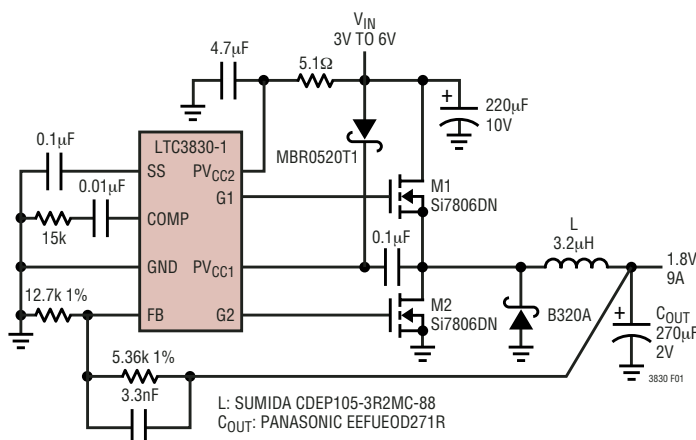 V_IN
3V TO 6V
4.7µF
5.1Ω
+
220µF
10V
0.1µF
LTC3830-1
MBR0520T1
SS
PV_CC2
0.01µF
G1
M1
Si7806DN
COMP
15k
0.1µF
L
3.2µH
GND
PV_CC1
1.8V
9A
12.7k 1%
M2
Si7806DN
FB
G2
B320A
+
C_OUT
270µF
2V
5.36k 1%
3830 F01
3.3nF
L: SUMIDA CDEP105-3R2MC-88
C_OUT: PANASONIC EEFUEOD271R